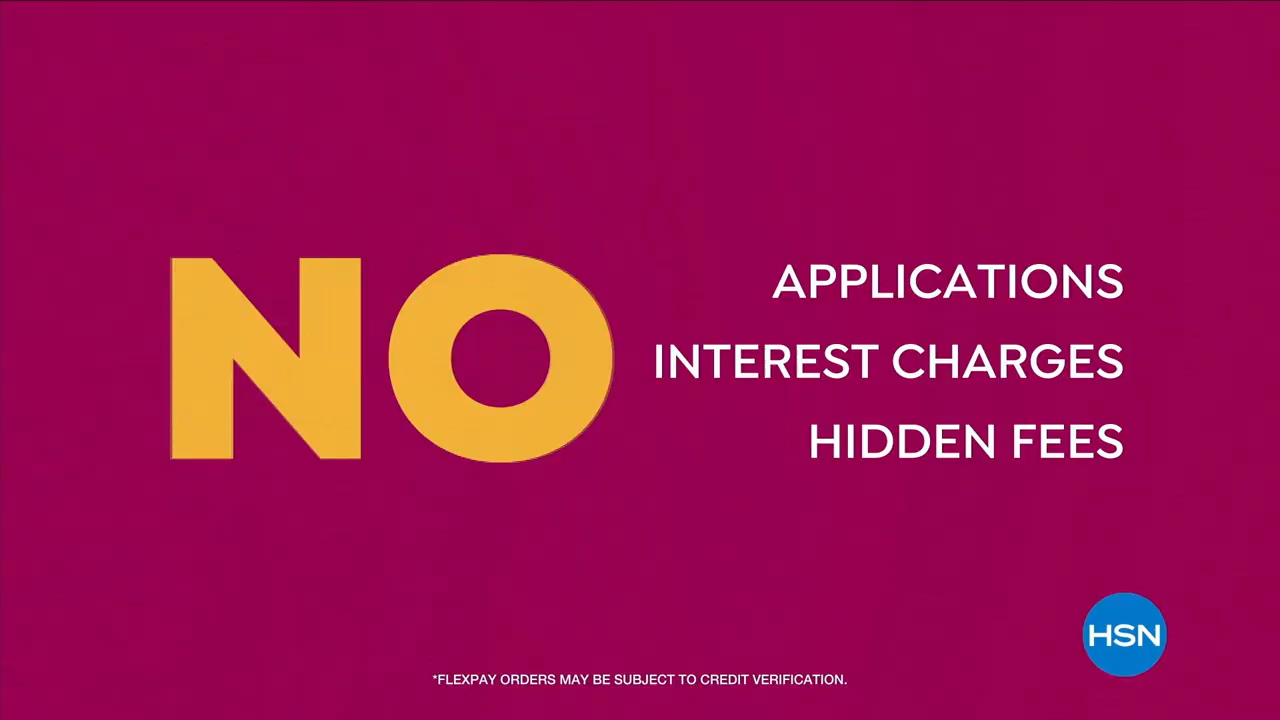 NO
APPLICATIONS
INTEREST CHARGES
HIDDEN FEES
HSN
*FLEXPAY ORDERS MAY BE SUBJECT TO CREDIT VERIFICATION.